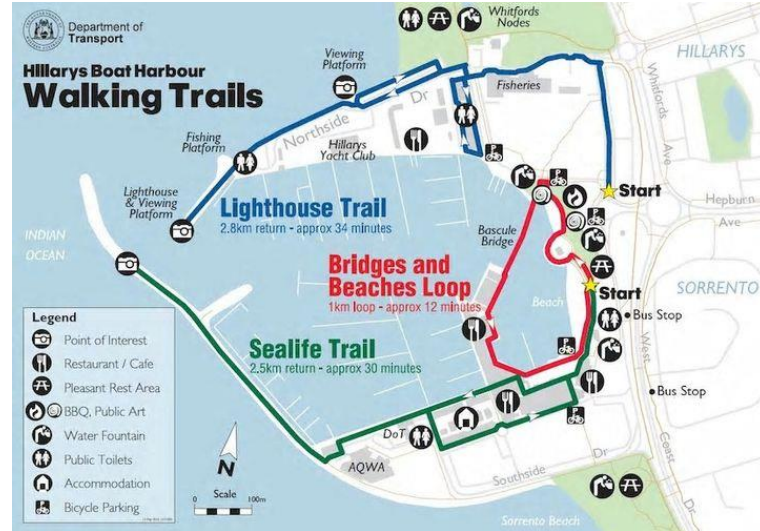 Department of
Transport
HIllarys Boat Harbour
Walking Trails
Viewing
Platform
Whitfords
Nodes
HILLARYS
Fisheries
Northside
Dr
Whitfords
Ave
Fishing
Platform
Hillarys
Yacht Club
Lighthouse
& Viewing
Platform
Start
Hepburn
Ave
Lighthouse Trail
2.8km return - approx 34 minutes
Bascule
Bridge
INDIAN
OCEAN
Bridges and
Beaches Loop
1km loop - approx 12 minutes
Beach
Start
SORRENTO
Bus Stop
West
Coast
Dr
Bus Stop
Sealife Trail
2.5km return - approx 30 minutes
Legend
Point of Interest
Restaurant / Cafe
Pleasant Rest Area
BBQ, Public Art
Water Fountain
Public Toilets
Accommodation
Bicycle Parking
N
Scale
0
100m
DoT
AQWA
Southside
Dr
Sorrento Beach